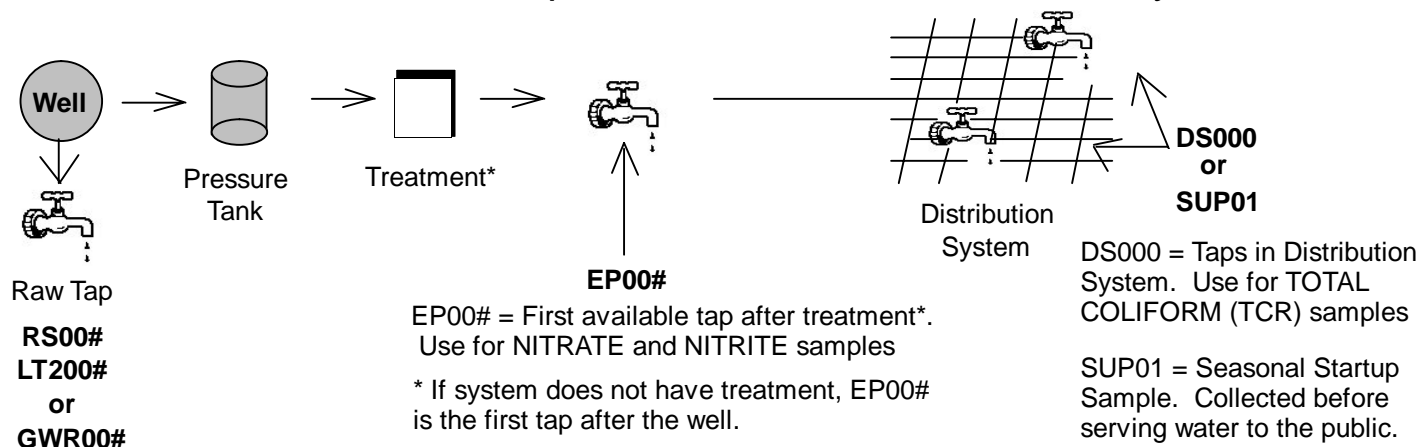 Well
Pressure
Tank
Treatment*
Raw Tap
RS00#
LT200#
or
GWR00#
EP00#
EP00# = First available tap after treatment*.
Use for NITRATE and NITRITE samples
* If system does not have treatment, EP00#
is the first tap after the well.
Distribution
System
DS000
or
SUP01
DS000 = Taps in Distribution
System. Use for TOTAL
COLIFORM (TCR) samples
SUP01 = Seasonal Startup
Sample. Collected before
serving water to the public.